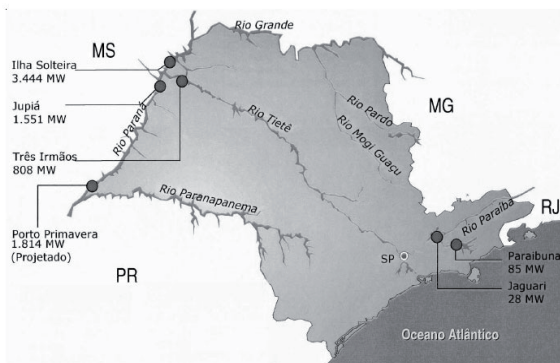 Rio Grande
MS
Ilha Solteira
3.444 MW
Jupiá
1.551 MW
Rio Paraná
Rio Tietê
Rio Pardo
Rio Mogi Guaçu
MG
Três Irmãos
808 MW
Rio Paranapanema
RJ
Rio Paraíba
Porto Primavera
1.814 MW
(Projetado)
SP
Paraibuna
85 MW
Jaguari
28 MW
PR
Oceano Atlântico